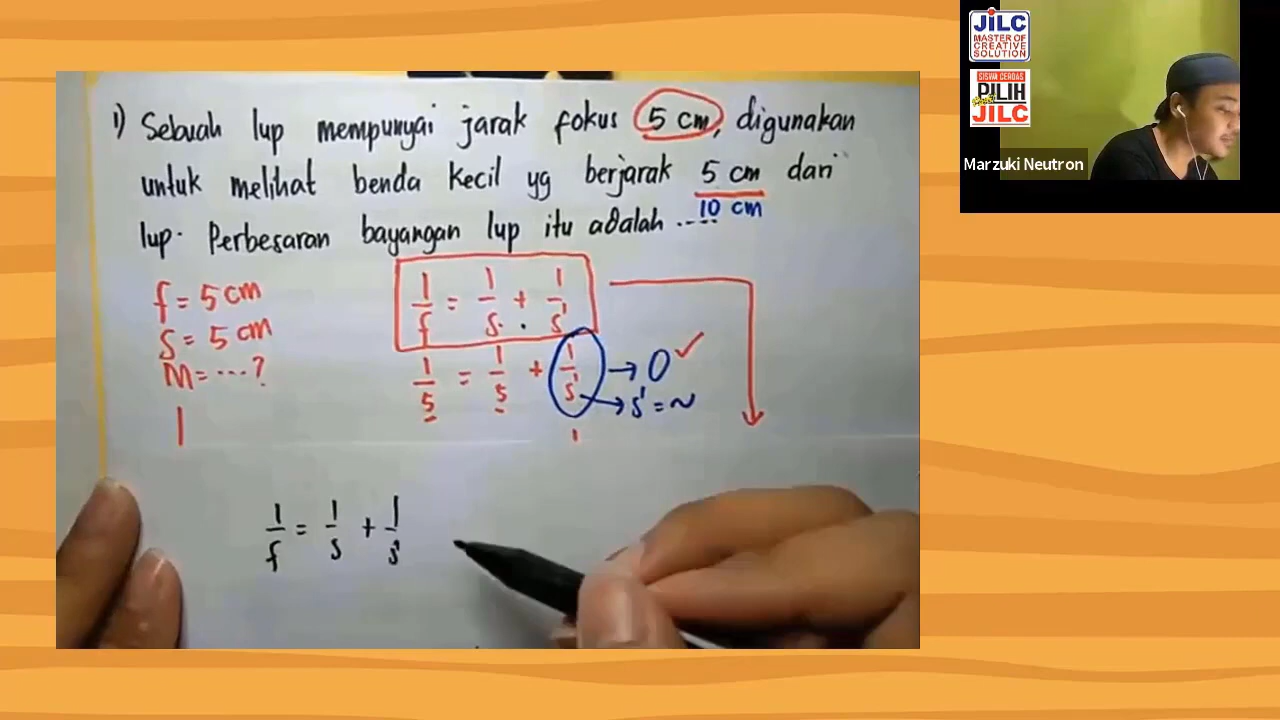 1) Sebuah lup mempunyai jarak fokus 5 cm, digunakan
untuk melihat benda kecil yg berjarak 5 cm dari
10 cm
lup. Perbesaran bayangan lup itu adalah ....
f = 5 cm
s = 5 cm
M = ...?
1/f = 1/s + 1/s'
1/5 = 1/5 + 1/s' → 0 ✓
→ s' = ~
1/f = 1/s + 1/s'
JILC
MASTER OF
CREATIVE
SOLUTION
SISWA CERDAS
PILIH
JILC
Marzuki Neutron